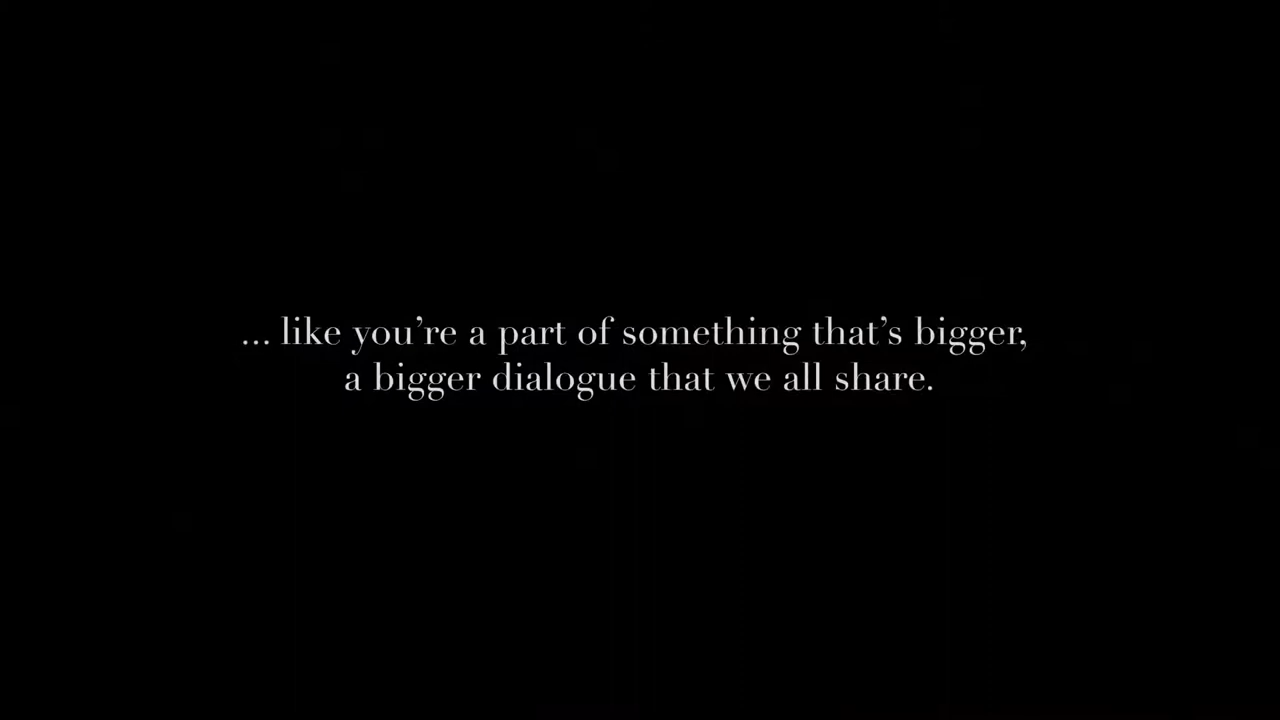 ... like you’re a part of something that’s bigger,
a bigger dialogue that we all share.